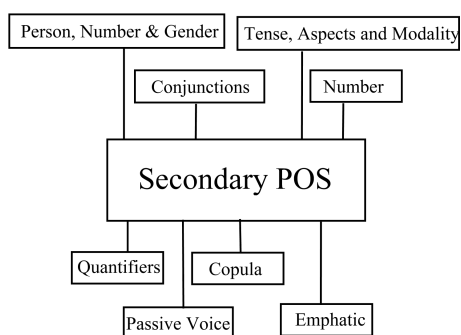 Person, Number & Gender
Tense, Aspects and Modality
Conjunctions
Number
Secondary POS
Quantifiers
Copula
Passive Voice
Emphatic